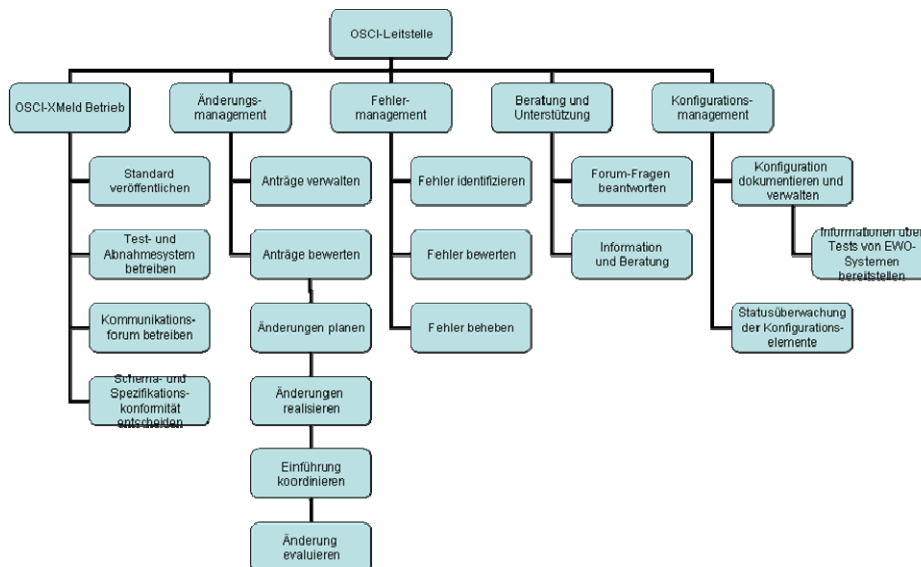 OSCI-Leitstelle
OSCI-XMeld Betrieb
Änderungs-
management
Fehler-
management
Beratung und
Unterstützung
Konfigurations-
management
Standard
veröffentlichen
Anträge verwalten
Fehler identifizieren
Forum-Fragen
beantworten
Konfiguration
dokumentieren und
verwalten
Test- und
Abnahmesystem
betreiben
Anträge bewerten
Fehler bewerten
Information
und Beratung
Informationen über
Tests von EWO-
Systemen
bereitstellen
Kommunikations-
forum betreiben
Änderungen planen
Fehler beheben
Statusüberwachung
der Konfigurations-
elemente
Schema- und
Spezifikations-
konformität
entscheiden
Änderungen
realisieren
Einführung
koordinieren
Änderung
evaluieren